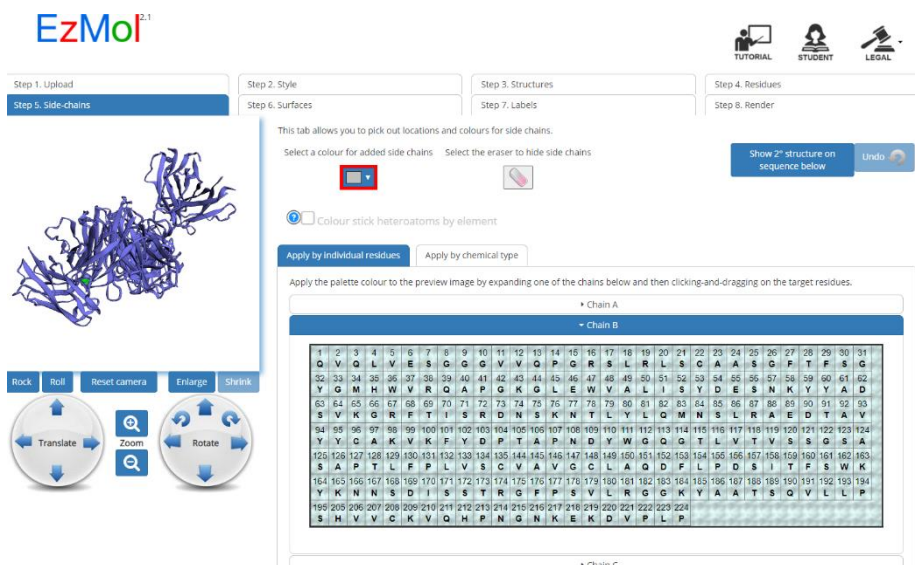 EzMol 2.1
TUTORIAL
STUDENT
LEGAL
Step 1. Upload
Step 2. Style
Step 3. Structures
Step 4. Residues
Step 5. Side-chains
Step 6. Surfaces
Step 7. Labels
Step 8. Render
This tab allows you to pick out locations and colours for side chains.
Select a colour for added side chains
Select the eraser to hide side chains
Show 2° structure on
sequence below
Undo
Colour stick heteroatoms by element
Apply by individual residues
Apply by chemical type
Apply the palette colour to the preview image by expanding one of the chains below and then clicking-and-dragging on the target residues.
Chain A
Chain B
1 2 3 4 5 6 7 8 9 10 11 12 13 14 15 16 17 18 19 20 21 22 23 24 25 26 27 28 29 30 31
Q V Q L V E S G G G V V Q P G R S L R L S C A A S G F T F S G
32 33 34 35 36 37 38 39 40 41 42 43 44 45 46 47 48 49 50 51 52 53 54 55 56 57 58 59 60 61 62
Y G M H W V R Q A P G K G L E W V A L I S Y D E S N K Y Y A D
63 64 65 66 67 68 69 70 71 72 73 74 75 76 77 78 79 80 81 82 83 84 85 86 87 88 89 90 91 92 93
S V K G R F T I S R D N S K N T L Y L Q M N S L R A E D T A V
94 95 96 97 98 99 100 101 102 103 104 105 106 107 108 109 110 111 112 113 114 115 116 117 118 119 120 121 122 123 124
Y Y C A K V K F Y D P T A P N D Y W G Q G T L V T V S S G S A
125 126 127 128 129 130 131 132 133 134 135 144 145 146 147 148 149 150 151 152 153 154 155 156 157 158 159 160 161 162 163
S A P T L F P L V S C V A V G C L A Q D F L P D S I T F S W K
164 165 166 167 168 169 170 171 172 173 174 175 176 177 178 179 180 181 182 183 184 185 186 187 188 189 190 191 192 193 194
Y K N N S D I S S T R G F P S V L R G G K Y A A T S Q V L L P
195 205 206 207 208 209 210 211 212 213 214 215 216 217 218 219 220 221 222 223 224
S H V V C K V Q H P N G N K E K D V P L P
Rock
Roll
Reset camera
Enlarge
Shrink
Translate
Zoom
Rotate
Chain C